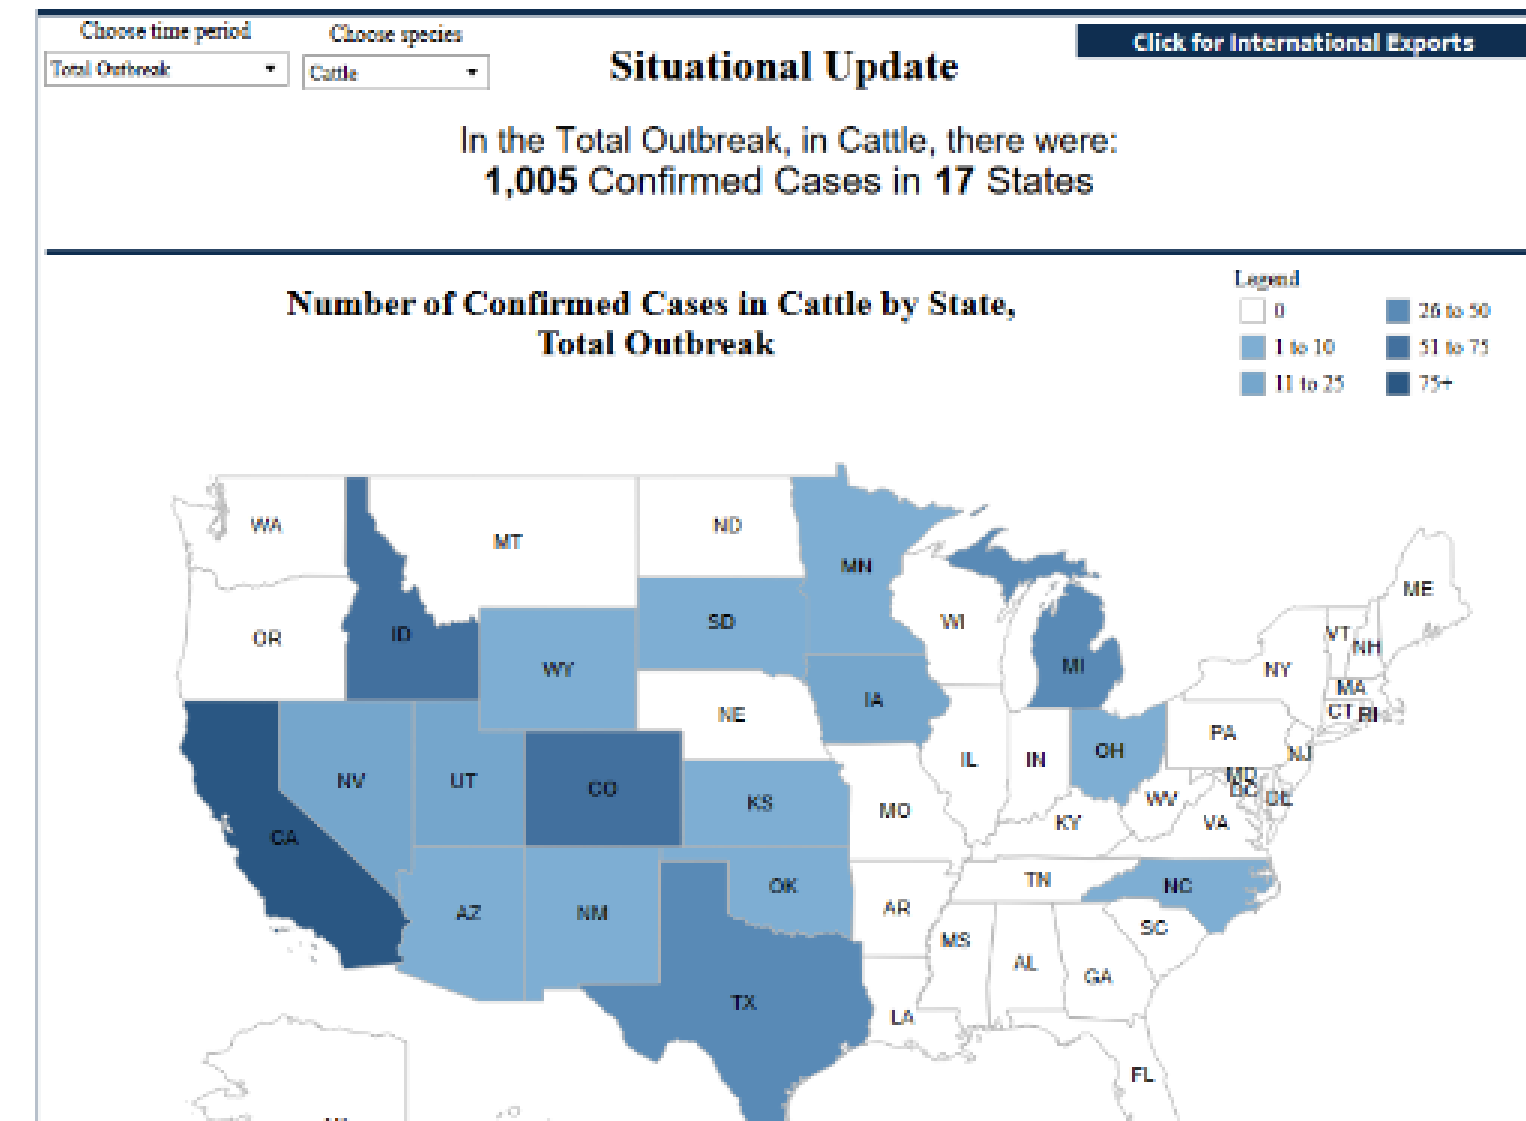 Choose time period
Choose species
Click for International Exports
Total Outbreak
Cattle
Situational Update
In the Total Outbreak, in Cattle, there were:
1,005 Confirmed Cases in 17 States
Legend
0
26 to 50
1 to 10
51 to 75
11 to 25
75+
Number of Confirmed Cases in Cattle by State,
Total Outbreak
WA
MT
ND
MN
ME
OR
ID
SD
WI
VT
NH
WY
MI
NY
MA
IA
NE
CT RI
PA
NV
UT
CO
KS
IL
IN
OH
NJ
MD
DC
DE
WV
CA
MO
KY
VA
AZ
NM
OK
AR
TN
NC
MS
SC
AL
GA
TX
LA
FL